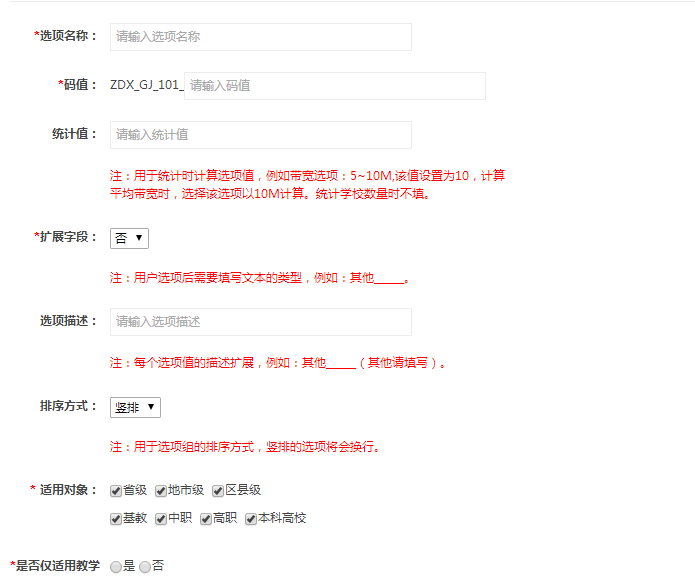 *选项名称： 请输入选项名称
*码值： ZDX_GJ_101_ 请输入码值
统计值： 请输入统计值
注：用于统计时计算选项值，例如带宽选项：5~10M,该值设置为10，计算
平均带宽时，选择该选项以10M计算。统计学校数量时不填。
*扩展字段： 否
注：用户选项后需要填写文本的类型，例如：其他_____。
选项描述： 请输入选项描述
注：每个选项值的描述扩展，例如：其他_____（其他请填写）。
排序方式： 竖排
注：用于选项组的排序方式，竖排的选项将会换行。
* 适用对象： 省级 地市级 区县级
基教 中职 高职 本科高校
*是否仅适用教学 是 否